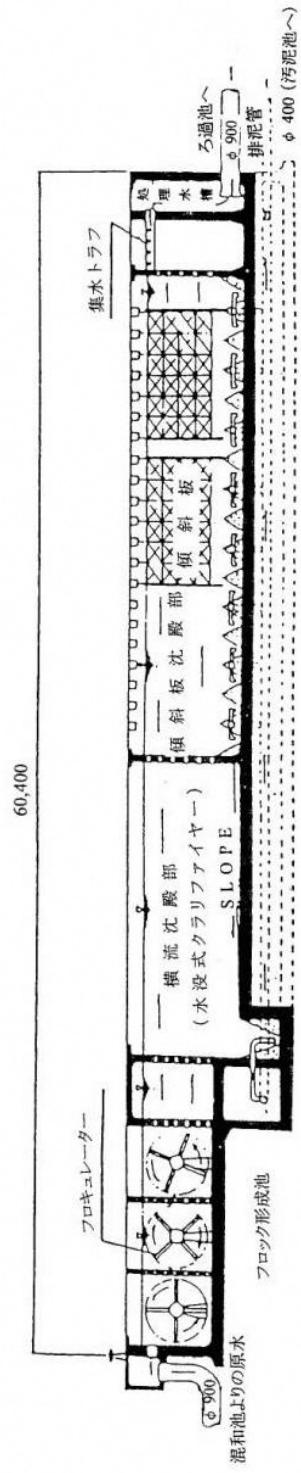 60,400
フロキュレーター
集水トラフ
処理水槽
ろ過池へ
φ 900
排泥管
φ 400 (汚泥池へ)
傾斜板
傾斜板沈殿部
横流沈殿部
(水没式クラリファイヤー)
SLOPE
フロック形成池
φ 900
混和池よりの原水